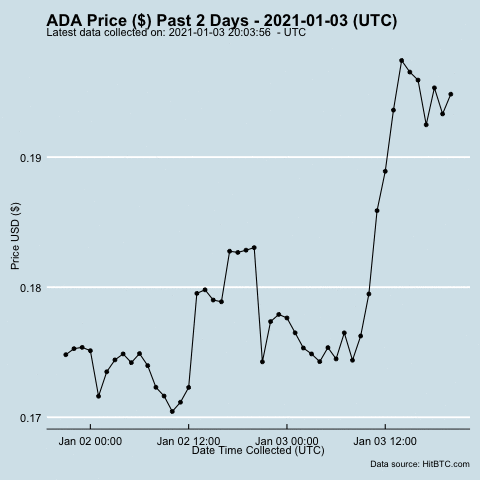 ADA Price ($) Past 2 Days - 2021-01-03 (UTC)
Latest data collected on: 2021-01-03 20:03:56 - UTC
0.19
Price USD ($)
0.18
0.17
Jan 02 00:00 Jan 02 12:00 Jan 03 00:00 Jan 03 12:00
Date Time Collected (UTC)
Data source: HitBTC.com